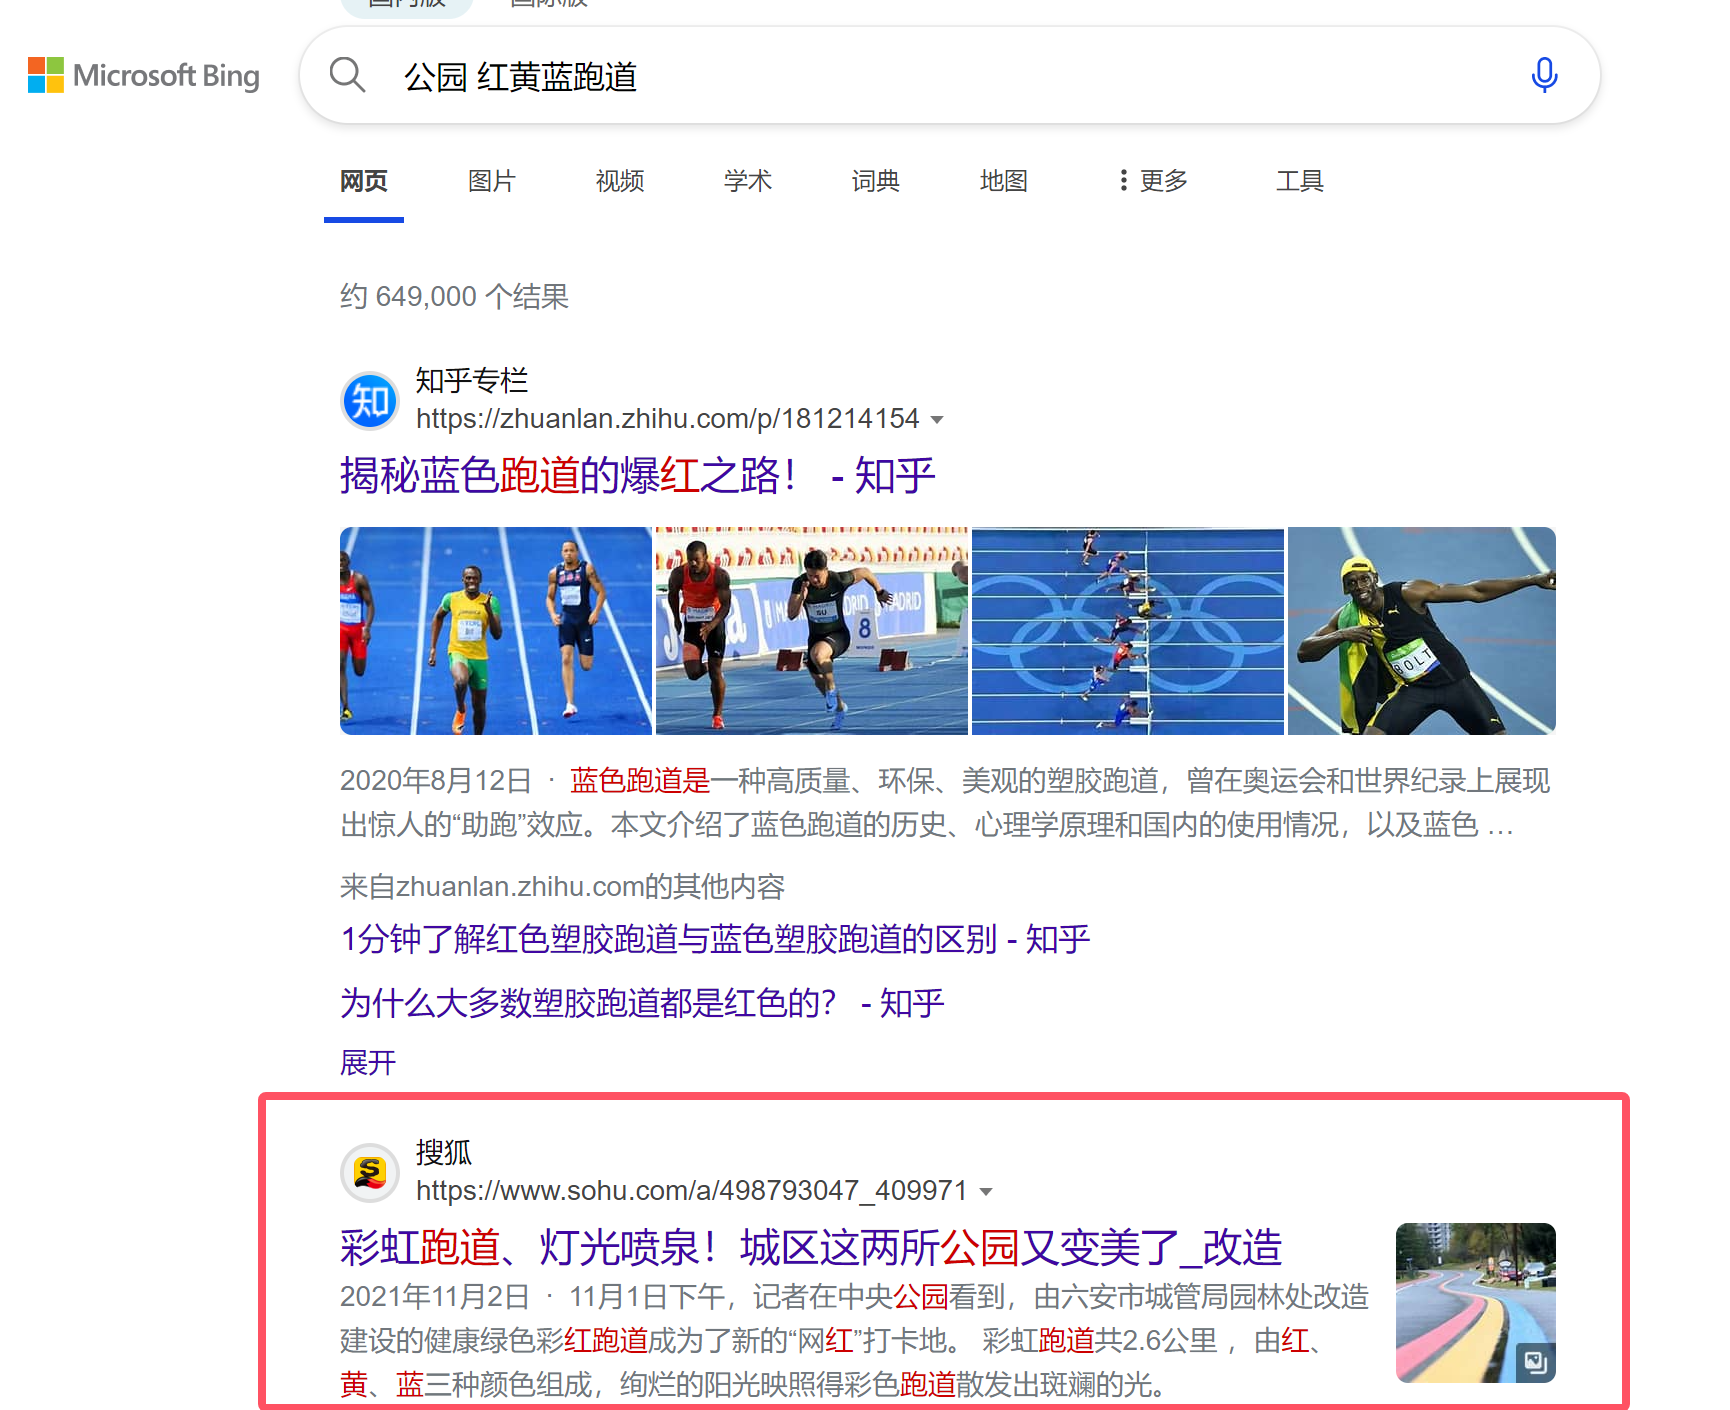 国内版 国际版
Microsoft Bing
公园 红黄蓝跑道
网页 图片 视频 学术 词典 地图 更多 工具
约 649,000 个结果
知
知乎专栏
https://zhuanlan.zhihu.com/p/181214154
揭秘蓝色跑道的爆红之路！ - 知乎
8
MADRID
BOLT
2020年8月12日 · 蓝色跑道是一种高质量、环保、美观的塑胶跑道，曾在奥运会和世界纪录上展现
出惊人的“助跑”效应。本文介绍了蓝色跑道的历史、心理学原理和国内的使用情况，以及蓝色 …
来自zhuanlan.zhihu.com的其他内容
1分钟了解红色塑胶跑道与蓝色塑胶跑道的区别 - 知乎
为什么大多数塑胶跑道都是红色的？ - 知乎
展开
S
搜狐
https://www.sohu.com/a/498793047_409971
彩虹跑道、灯光喷泉！城区这两所公园又变美了_改造
2021年11月2日 · 11月1日下午，记者在中央公园看到，由六安市城管局园林处改造
建设的健康绿色彩红跑道成为了新的“网红”打卡地。 彩虹跑道共2.6公里 ，由红、
黄、蓝三种颜色组成，绚烂的阳光映照得彩色跑道散发出斑斓的光。